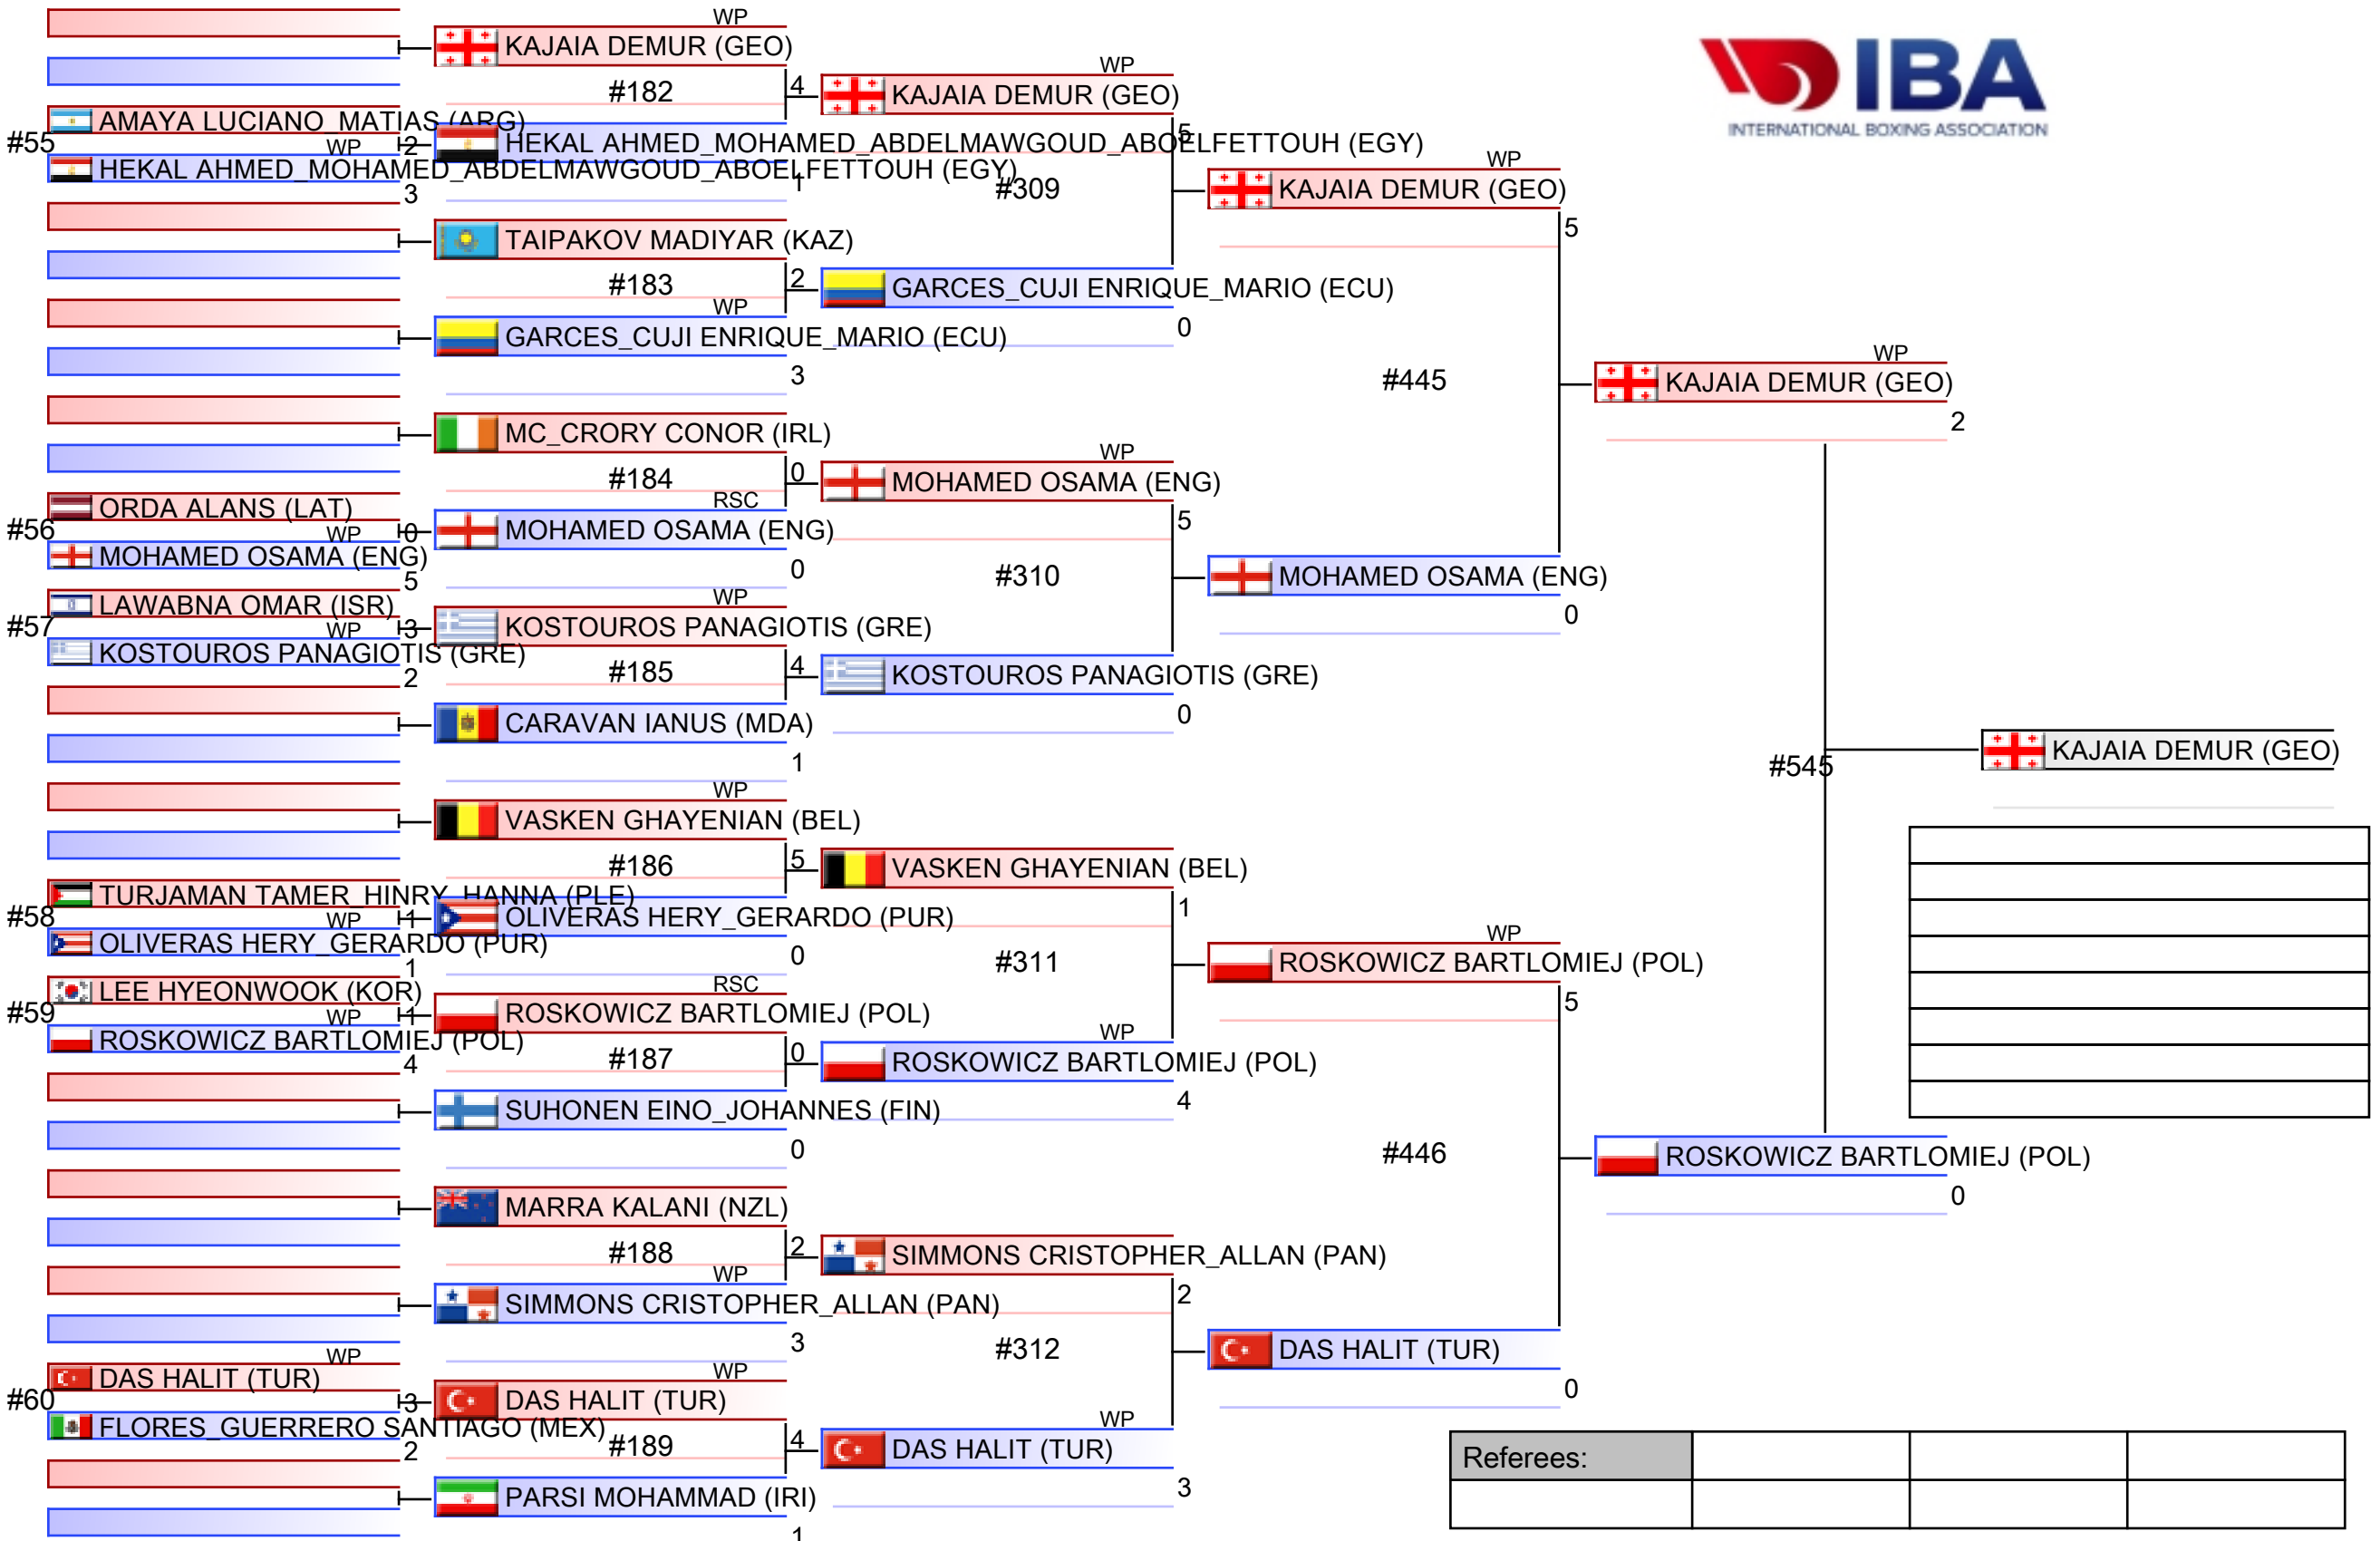 IBA
INTERNATIONAL BOXING ASSOCIATION
#55
AMAYA LUCIANO_MATIAS (ARG)
2
WP
HEKAL AHMED_MOHAMED_ABDELMAWGOUD_ABOELFETTOUH (EGY)
3
#56
ORDA ALANS (LAT)
0
WP
MOHAMED OSAMA (ENG)
5
#57
LAWABNA OMAR (ISR)
3
WP
KOSTOUROS PANAGIOTIS (GRE)
2
#58
TURJAMAN TAMER_HINRY_HANNA (PLE)
1
WP
OLIVERAS HERY_GERARDO (PUR)
1
#59
LEE HYEONWOOK (KOR)
1
WP
ROSKOWICZ BARTLOMIEJ (POL)
4
#60
WP
DAS HALIT (TUR)
3
FLORES_GUERRERO SANTIAGO (MEX)
2
WP
KAJAIA DEMUR (GEO)
#182
4
HEKAL AHMED_MOHAMED_ABDELMAWGOUD_ABOELFETTOUH (EGY)
1
TAIPAKOV MADIYAR (KAZ)
#183
2
WP
GARCES_CUJI ENRIQUE_MARIO (ECU)
3
MC_CRORY CONOR (IRL)
#184
0
RSC
MOHAMED OSAMA (ENG)
0
WP
KOSTOUROS PANAGIOTIS (GRE)
#185
4
CARAVAN IANUS (MDA)
1
WP
VASKEN GHAYENIAN (BEL)
#186
5
OLIVERAS HERY_GERARDO (PUR)
0
RSC
ROSKOWICZ BARTLOMIEJ (POL)
#187
0
SUHONEN EINO_JOHANNES (FIN)
0
MARRA KALANI (NZL)
#188
2
WP
SIMMONS CRISTOPHER_ALLAN (PAN)
3
WP
DAS HALIT (TUR)
#189
4
PARSI MOHAMMAD (IRI)
1
WP
KAJAIA DEMUR (GEO)
5
#309
GARCES_CUJI ENRIQUE_MARIO (ECU)
0
WP
MOHAMED OSAMA (ENG)
5
#310
KOSTOUROS PANAGIOTIS (GRE)
0
VASKEN GHAYENIAN (BEL)
1
#311
WP
ROSKOWICZ BARTLOMIEJ (POL)
4
SIMMONS CRISTOPHER_ALLAN (PAN)
2
#312
WP
DAS HALIT (TUR)
3
WP
KAJAIA DEMUR (GEO)
5
#445
MOHAMED OSAMA (ENG)
0
WP
ROSKOWICZ BARTLOMIEJ (POL)
5
#446
DAS HALIT (TUR)
0
WP
KAJAIA DEMUR (GEO)
2
#545
ROSKOWICZ BARTLOMIEJ (POL)
0
KAJAIA DEMUR (GEO)
Referees: